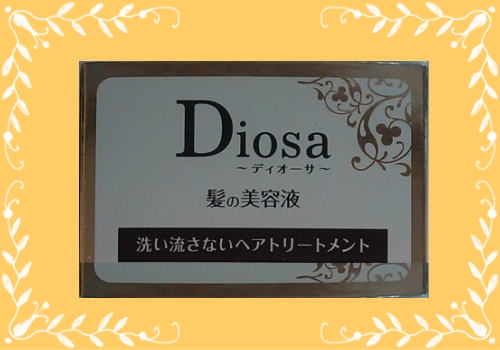 Diosa
～ディオーサ～
髪の美容液
洗い流さないヘアトリートメント